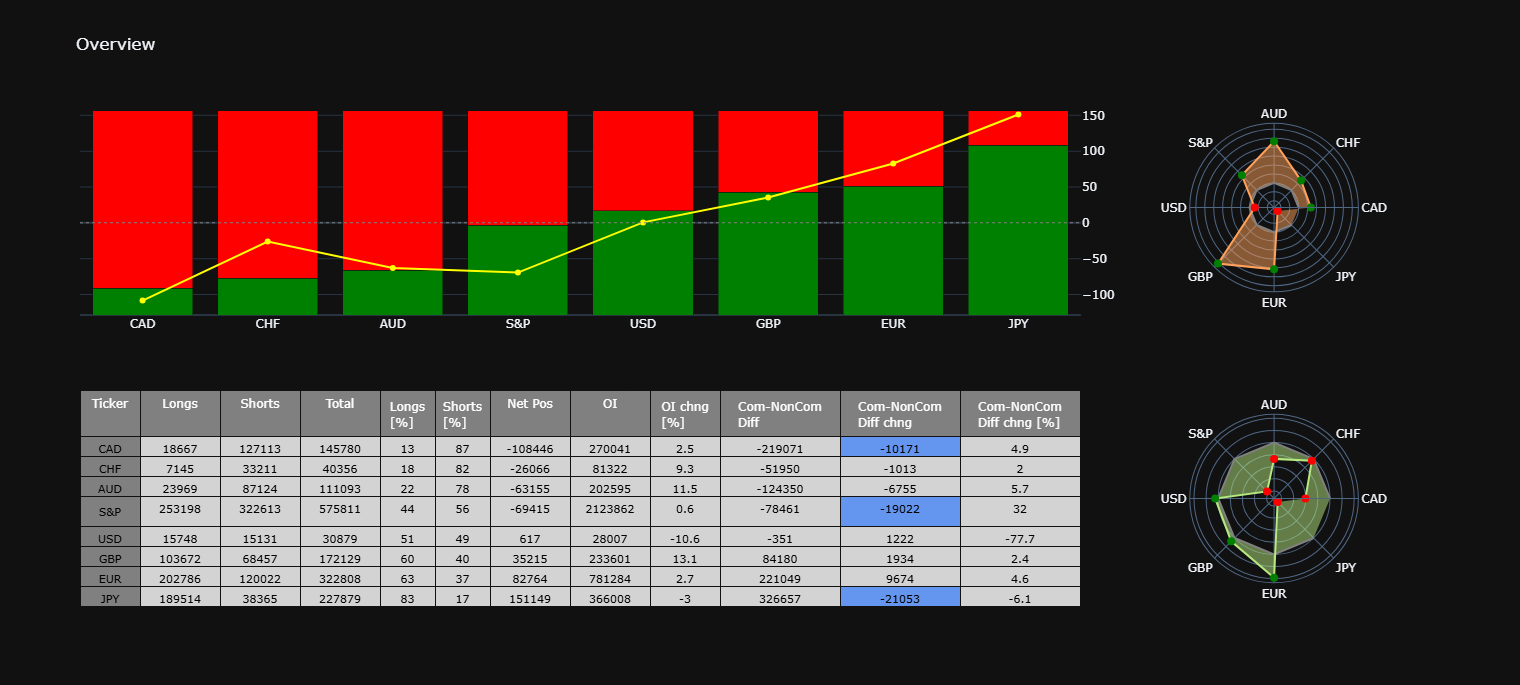 Overview
150
100
50
0
−50
−100
CAD CHF AUD S&P USD GBP EUR JPY
AUD
S&P CHF
USD CAD
GBP JPY
EUR
Ticker Longs Shorts Total Longs [%] Shorts [%] Net Pos OI OI chng [%] Com-NonCom Diff Com-NonCom Diff chng Com-NonCom Diff chng [%]
CAD 18667 127113 145780 13 87 -108446 270041 2.5 -219071 -10171 4.9
CHF 7145 33211 40356 18 82 -26066 81322 9.3 -51950 -1013 2
AUD 23969 87124 111093 22 78 -63155 202595 11.5 -124350 -6755 5.7
S&P 253198 322613 575811 44 56 -69415 2123862 0.6 -78461 -19022 32
USD 15748 15131 30879 51 49 617 28007 -10.6 -351 1222 -77.7
GBP 103672 68457 172129 60 40 35215 233601 13.1 84180 1934 2.4
EUR 202786 120022 322808 63 37 82764 781284 2.7 221049 9674 4.6
JPY 189514 38365 227879 83 17 151149 366008 -3 326657 -21053 -6.1
AUD
S&P CHF
USD CAD
GBP JPY
EUR